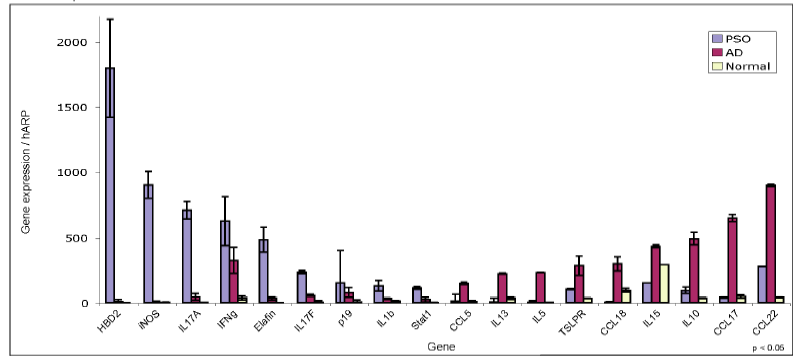 2000
1500
1000
500
0
Gene expression / hARP
PSO
AD
Normal
HBD2 iNOS IL17A IFNg Elafin IL17F p19 IL1b Stat1 CCL5 IL13 IL5 TSLPR CCL18 IL15 IL10 CCL17 CCL22
Gene
p < 0.05